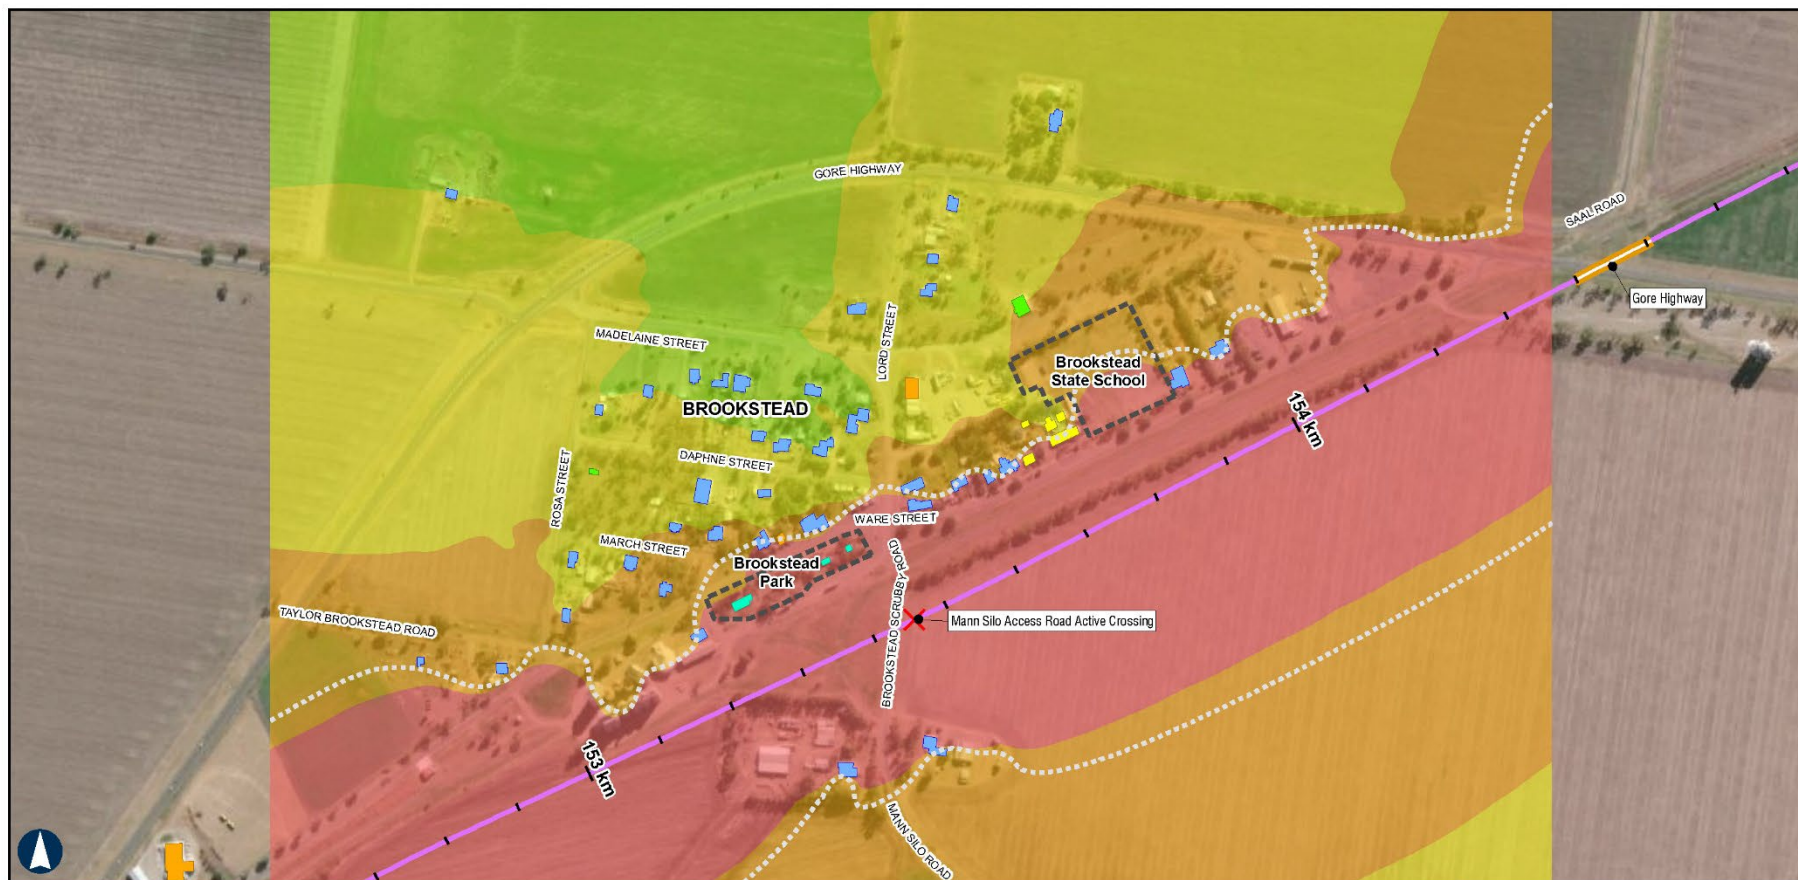 GORE HIGHWAY
SAAL ROAD
Gore Highway
MADELAINE STREET
LORD STREET
Brookstead
State School
BROOKSTEAD
154 km
DAPHNE STREET
ROSA STREET
WARE STREET
MARCH STREET
Brookstead
Park
BROOKSTEAD SCRUBBY ROAD
TAYLOR BROOKSTEAD ROAD
Mann Silo Access Road Active Crossing
153 km
MANN SILO ROAD